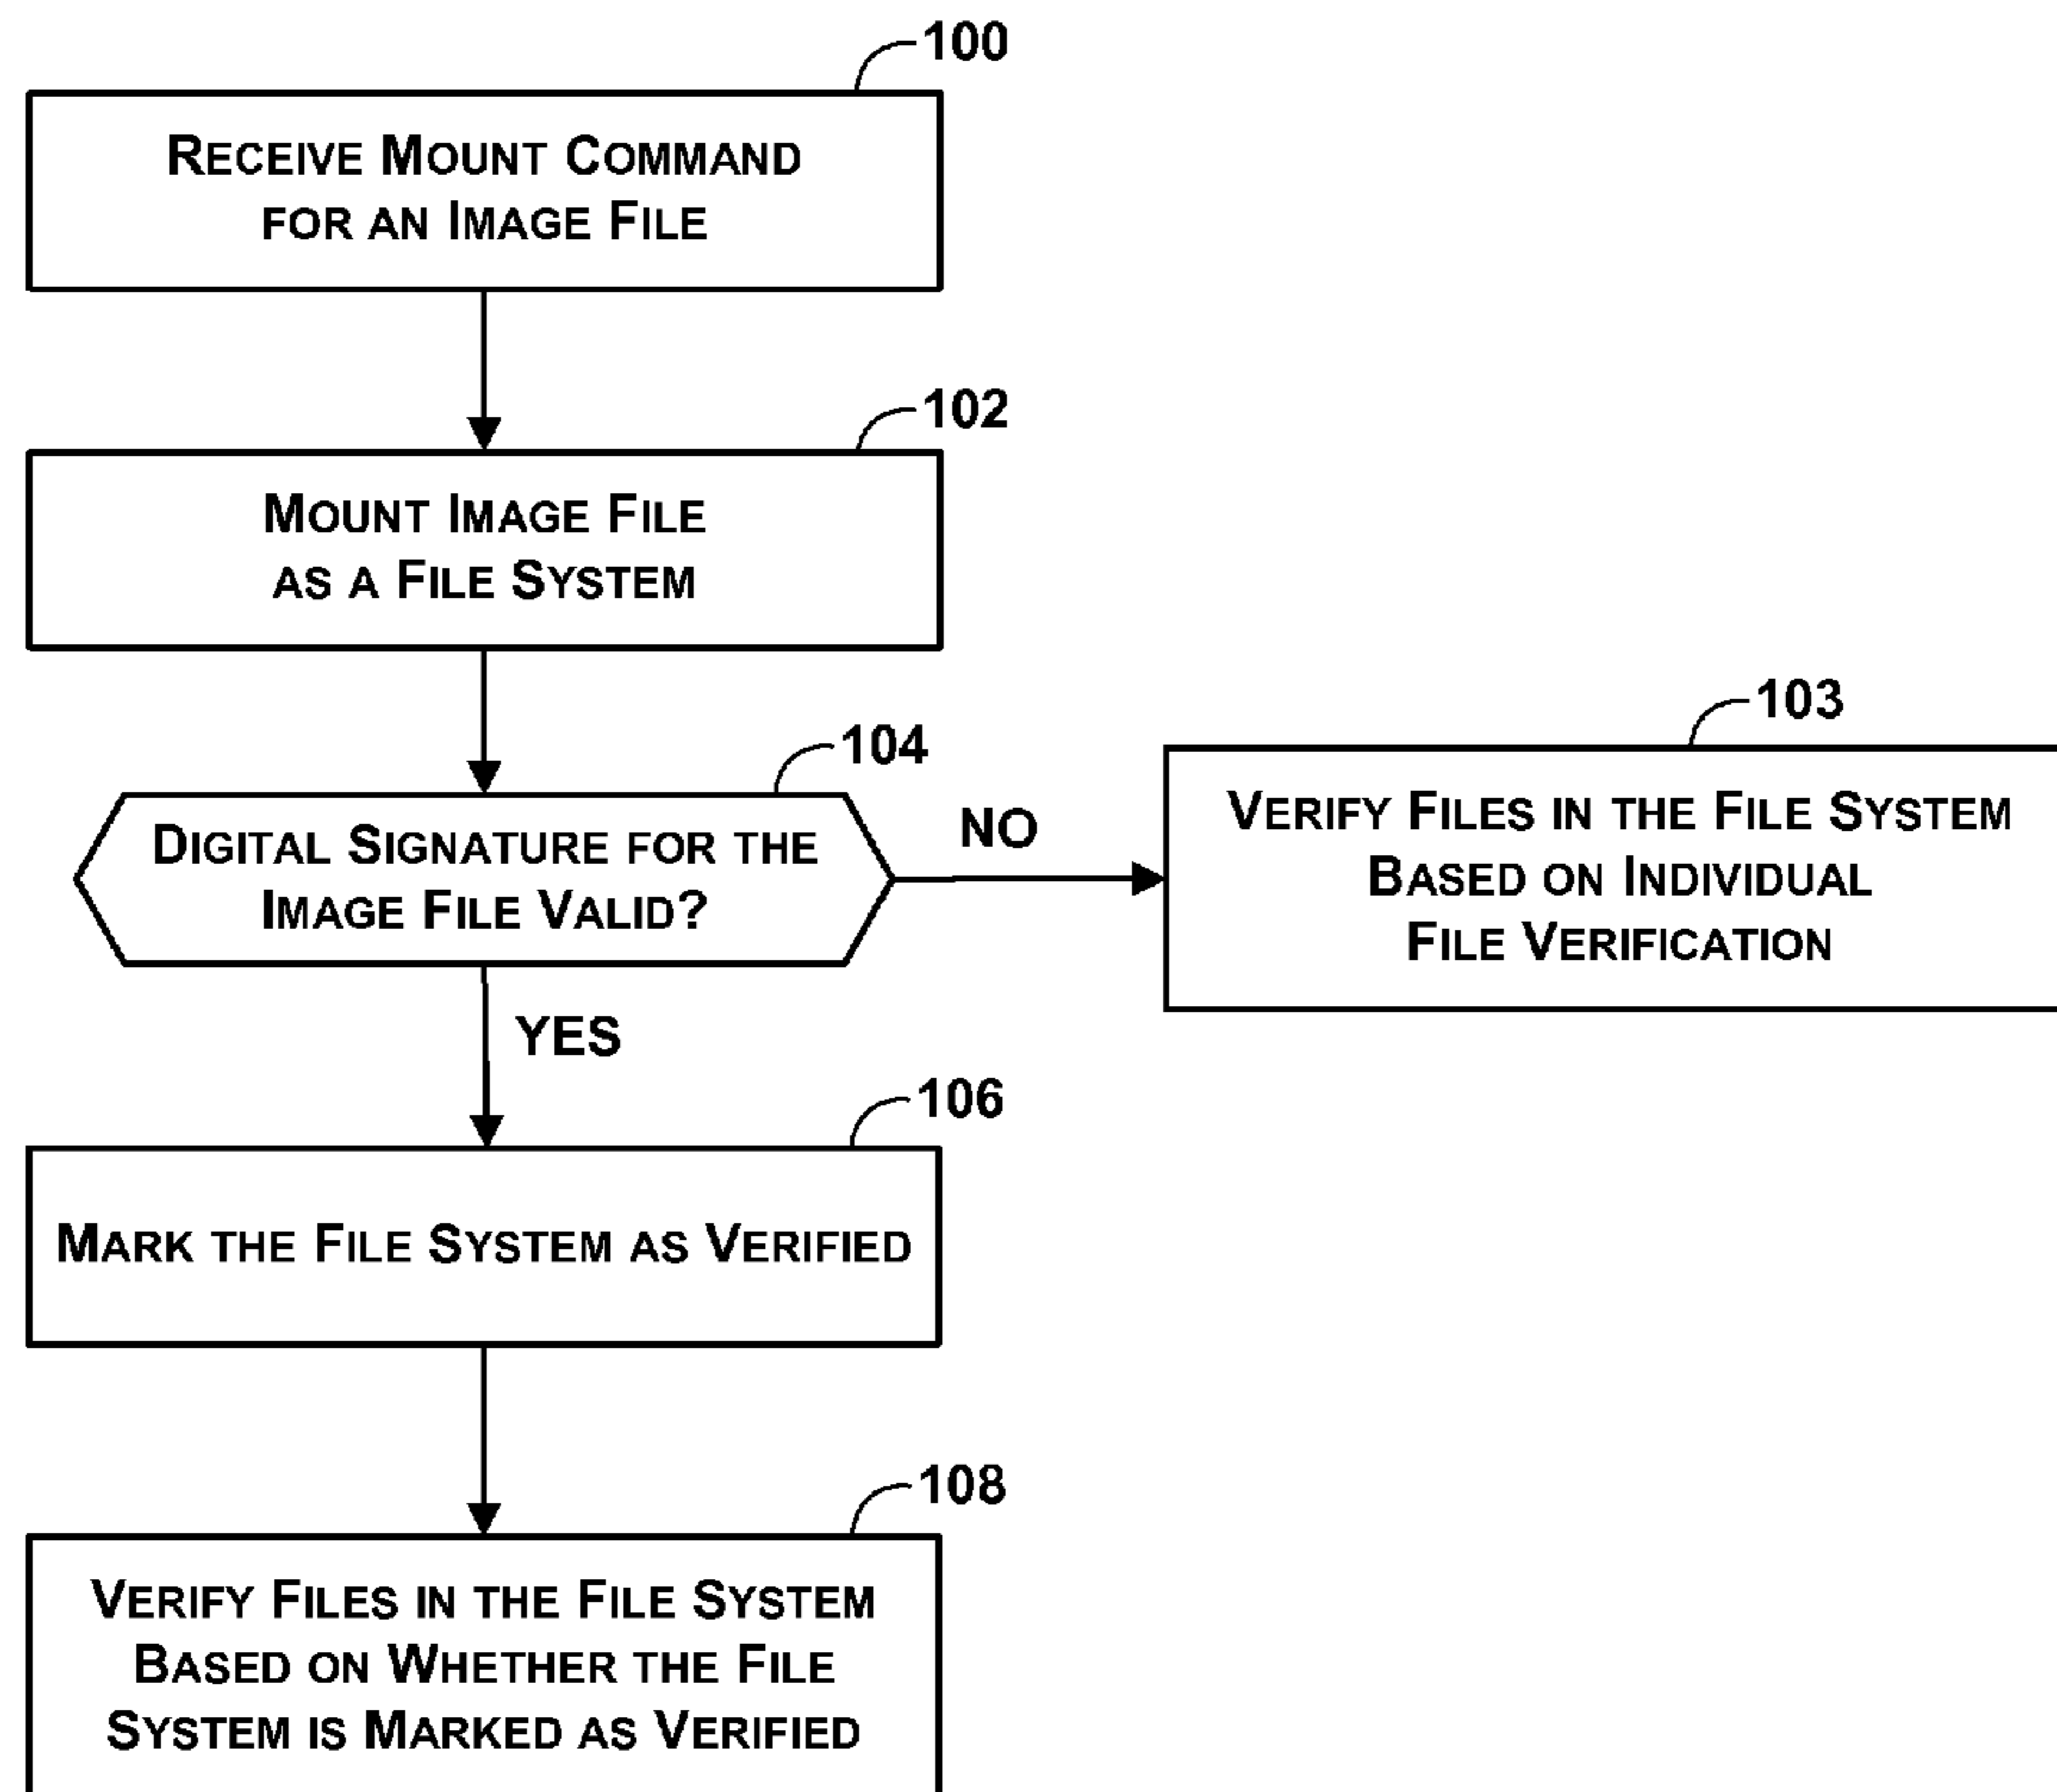 100
RECEIVE MOUNT COMMAND
FOR AN IMAGE FILE
102
MOUNT IMAGE FILE
AS A FILE SYSTEM
104
DIGITAL SIGNATURE FOR THE
IMAGE FILE VALID?
NO
103
VERIFY FILES IN THE FILE SYSTEM
BASED ON INDIVIDUAL
FILE VERIFICATION
YES
106
MARK THE FILE SYSTEM AS VERIFIED
108
VERIFY FILES IN THE FILE SYSTEM
BASED ON WHETHER THE FILE
SYSTEM IS MARKED AS VERIFIED